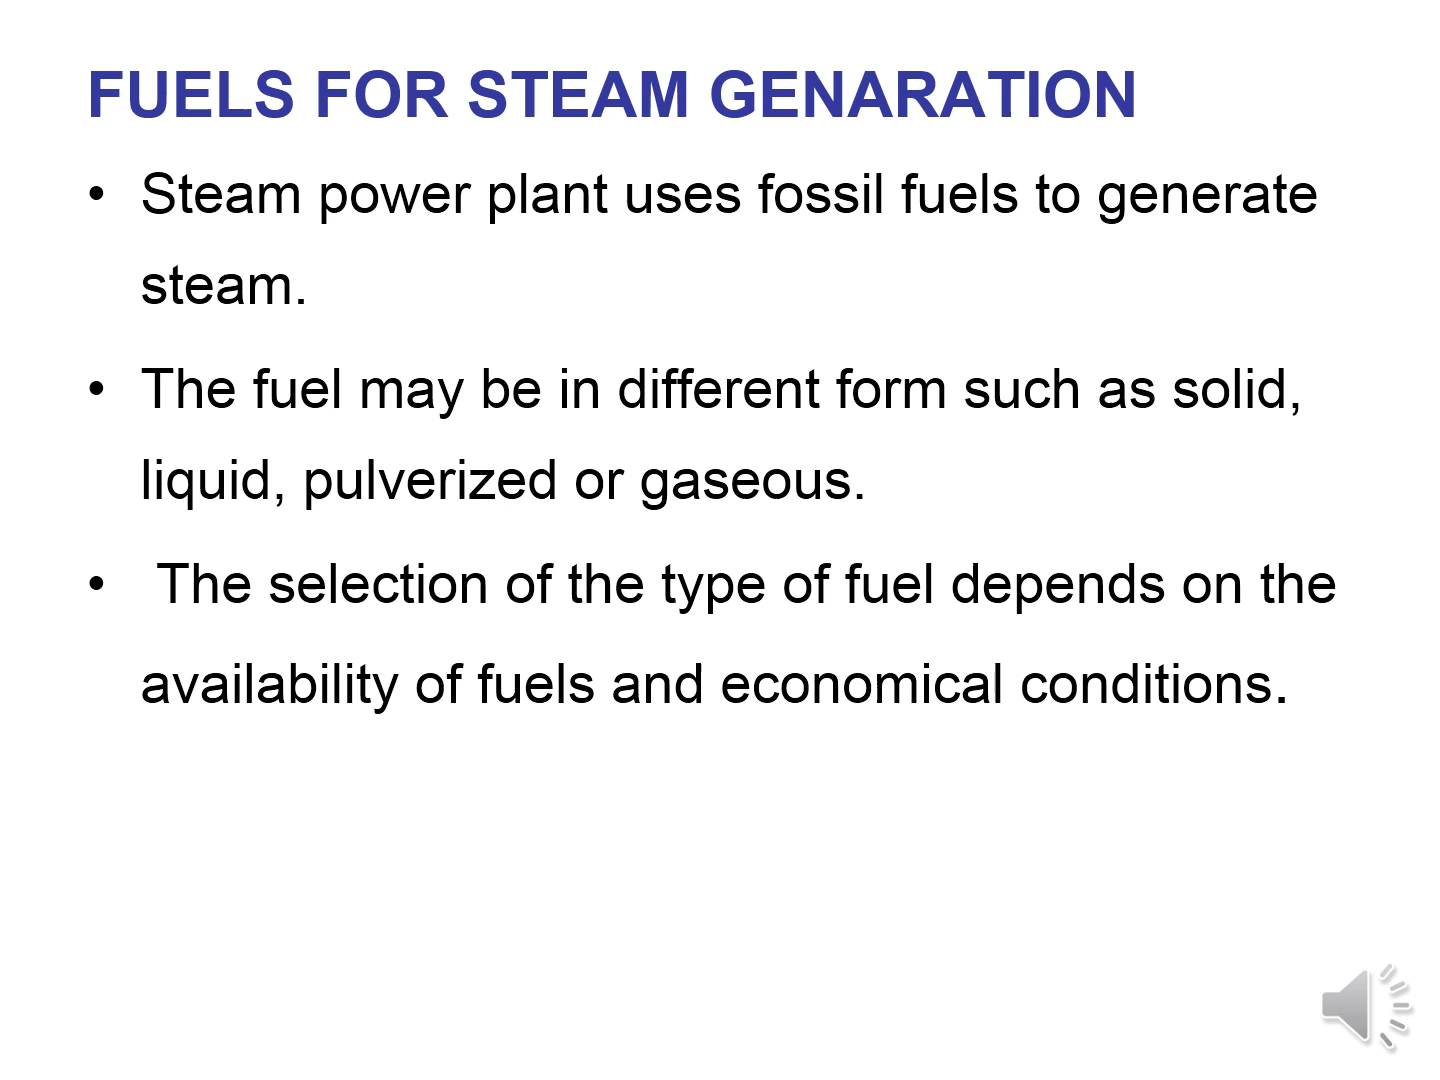 FUELS FOR STEAM GENARATION
• Steam power plant uses fossil fuels to generate
steam.
• The fuel may be in different form such as solid,
liquid, pulverized or gaseous.
• The selection of the type of fuel depends on the
availability of fuels and economical conditions.